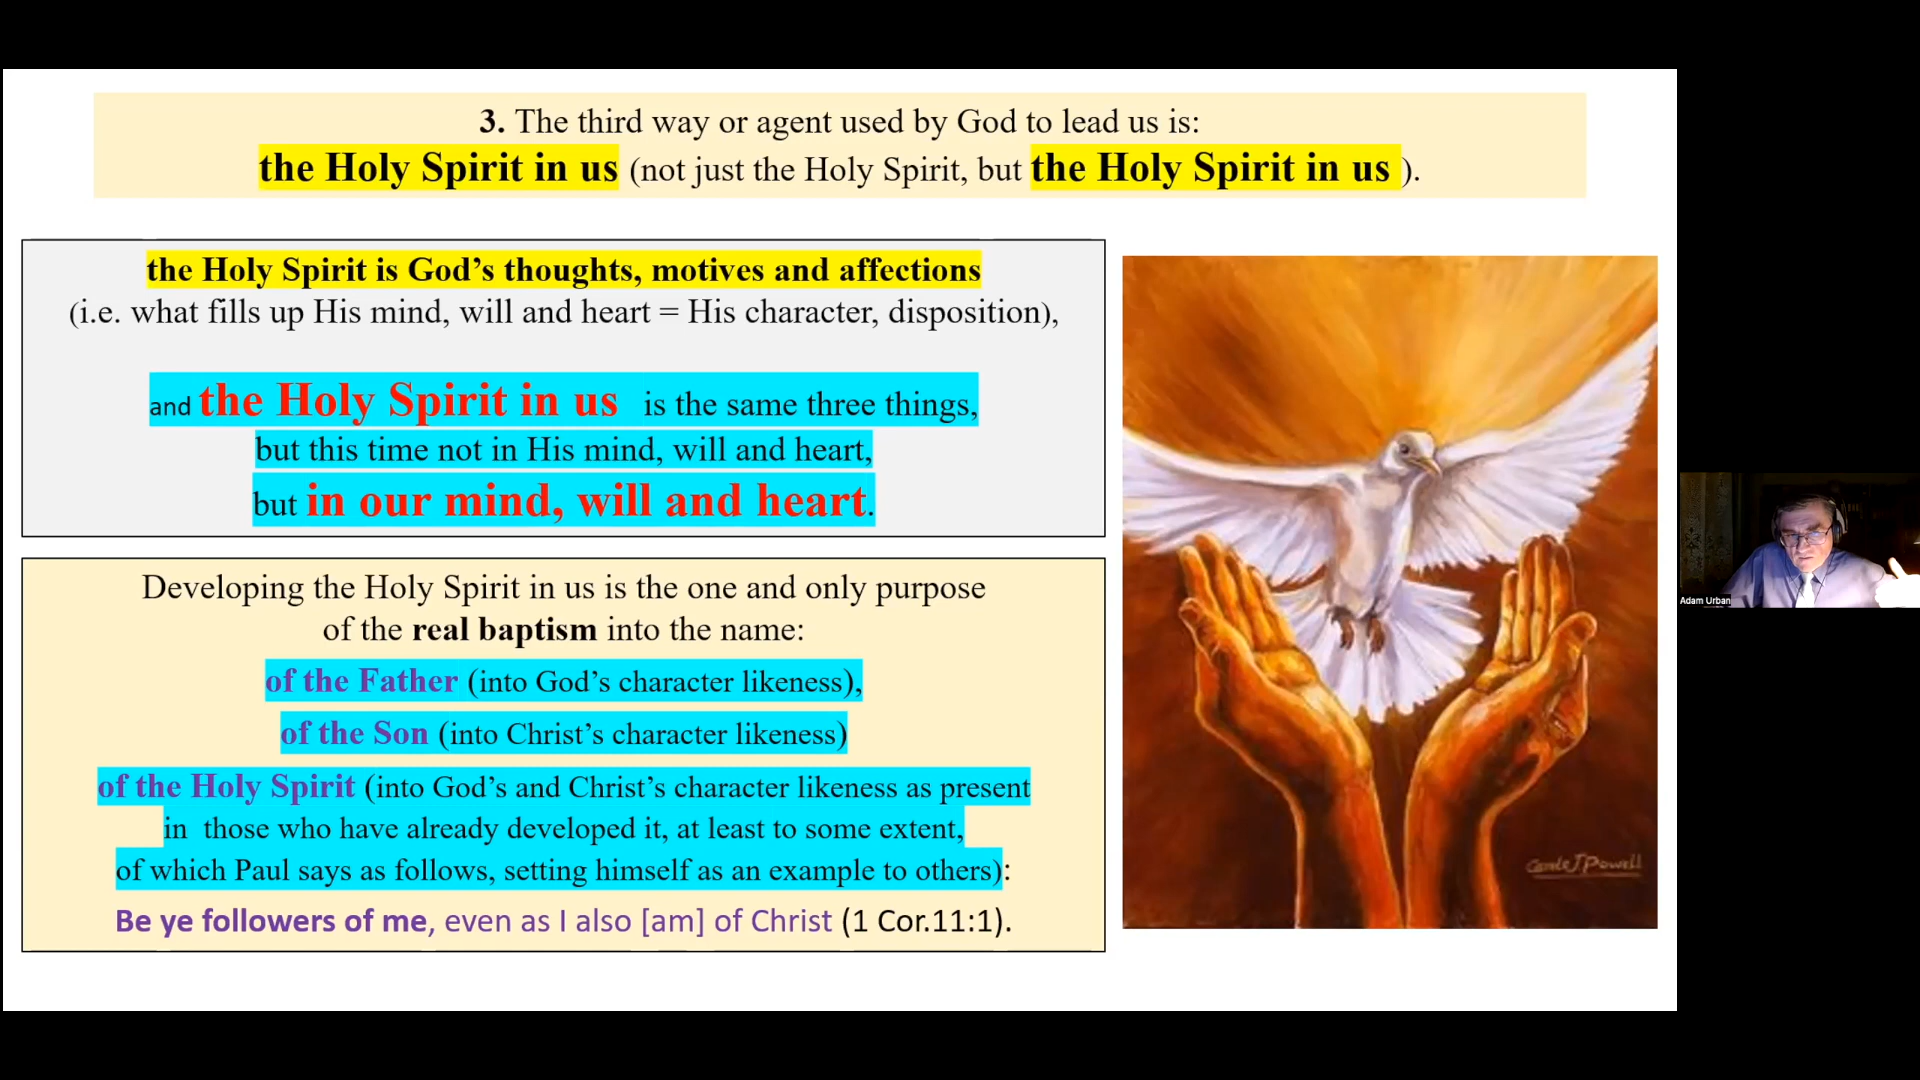 3. The third way or agent used by God to lead us is:
the Holy Spirit in us (not just the Holy Spirit, but the Holy Spirit in us ).
the Holy Spirit is God’s thoughts, motives and affections
(i.e. what fills up His mind, will and heart = His character, disposition),
and the Holy Spirit in us is the same three things,
but this time not in His mind, will and heart,
but in our mind, will and heart.
Developing the Holy Spirit in us is the one and only purpose
of the real baptism into the name:
of the Father (into God’s character likeness),
of the Son (into Christ’s character likeness)
of the Holy Spirit (into God’s and Christ’s character likeness as present
in those who have already developed it, at least to some extent,
of which Paul says as follows, setting himself as an example to others):
Be ye followers of me, even as I also [am] of Christ (1 Cor.11:1).
Carole J. Powell
Adam Urban